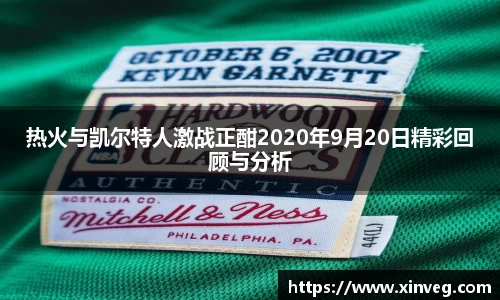 OCTOBER 6, 2007
KEVIN GARNETT
热火与凯尔特人激战正酣2020年9月20日精彩回
顾与分析
HARDWOOD
CLASSICS
NBA
AUTHENTIC
NOSTALGIA CO.
Mitchell & Ness
PHILADELPHIA, PA.
44(L)
https://www.xinveg.com